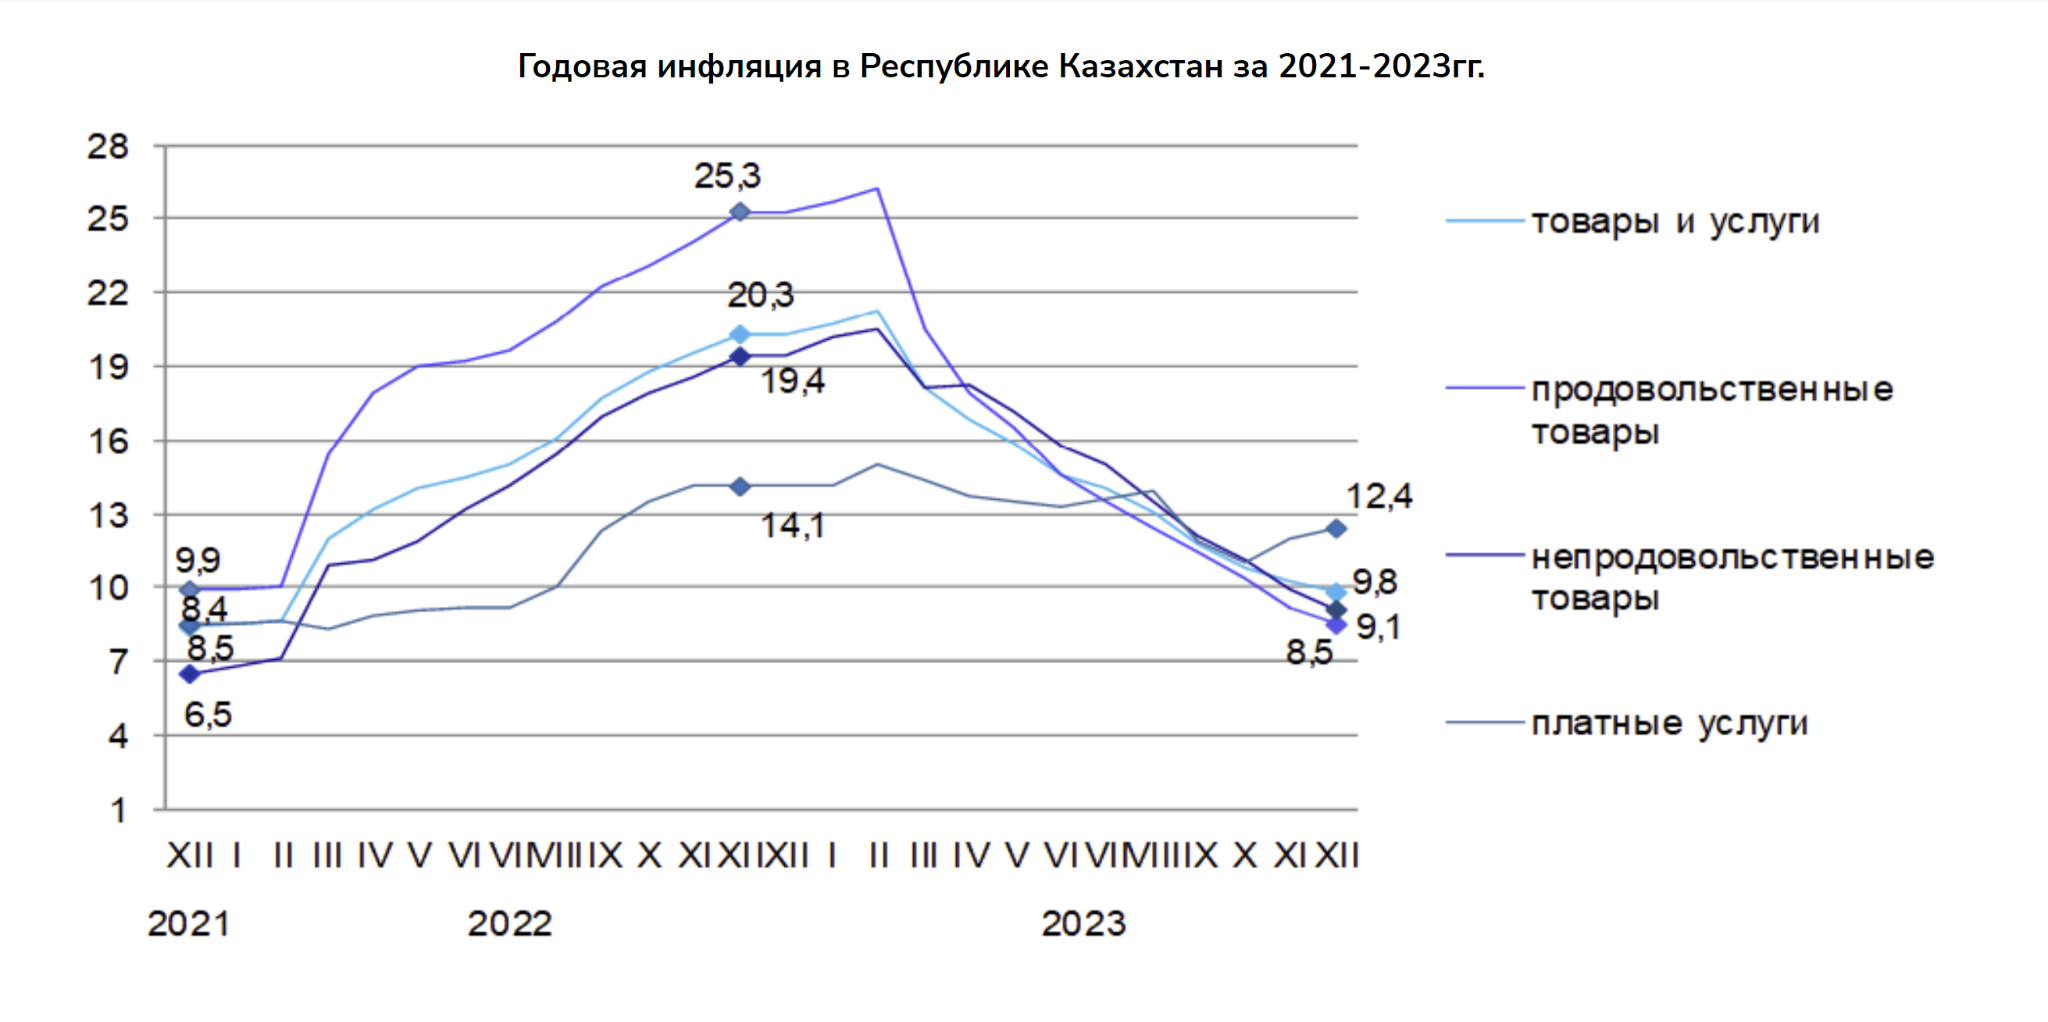 Годовая инфляция в Республике Казахстан за 2021-2023гг.
28
25
22
19
16
13
10
7
4
1
25,3
20,3
19,4
14,1
9,9
8,4
8,5
6,5
12,4
9,8
9,1
8,5
XII I II III IV V VI VII VIII IX X XI XII XII I II III IV V VI VII VIII IX X XI XII
2021 2022 2023
товары и услуги
продовольственные
товары
непродовольственные
товары
платные услуги